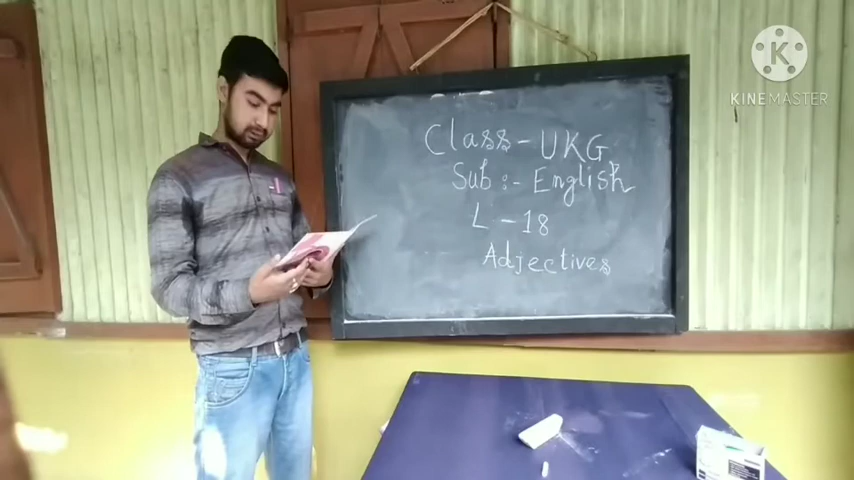 Class - UKG
Sub :- English
L - 18
Adjectives
KINEMASTER